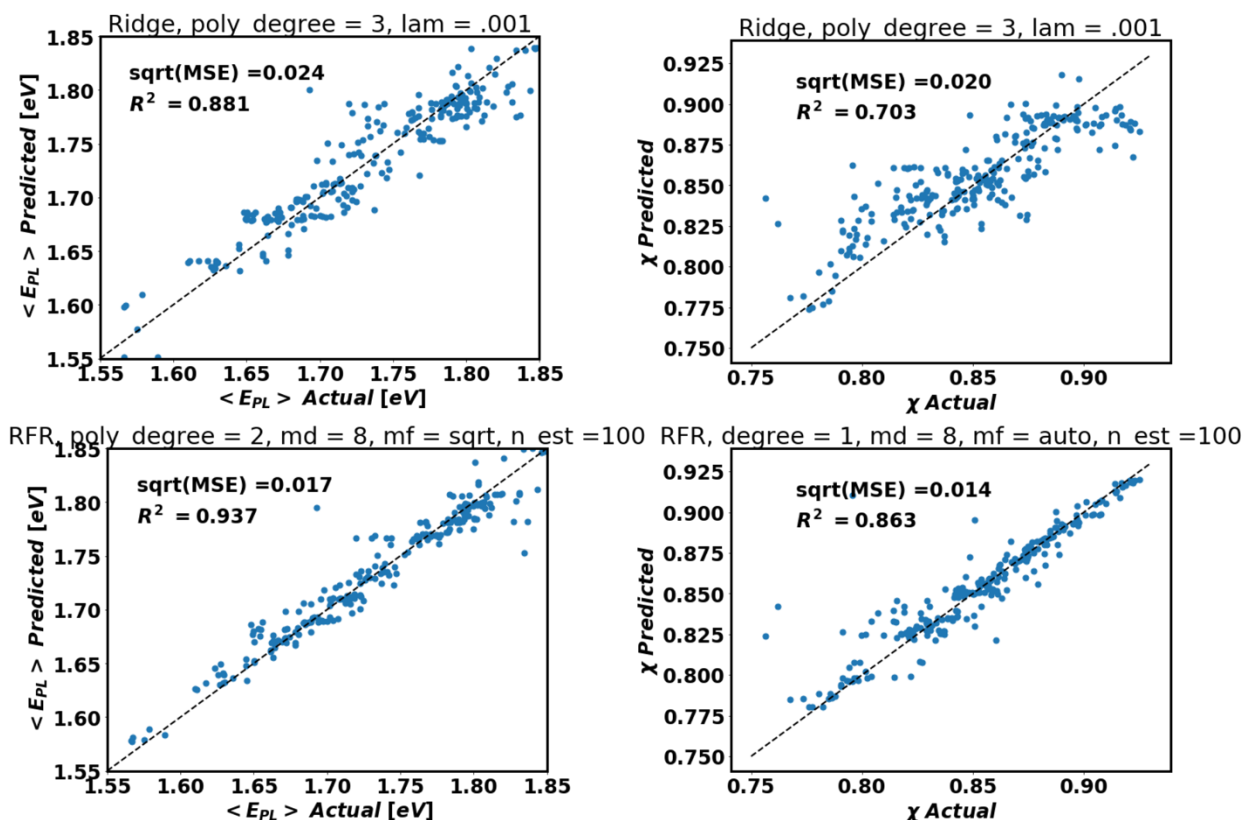 Ridge, poly_degree = 3, lam = .001
sqrt(MSE) =0.024
R² = 0.881
< E_PL > Predicted [eV]
1.85
1.80
1.75
1.70
1.65
1.60
1.55
1.55 1.60 1.65 1.70 1.75 1.80 1.85
< E_PL > Actual [eV]
Ridge, poly_degree = 3, lam = .001
sqrt(MSE) =0.020
R² = 0.703
χ Predicted
0.925
0.900
0.875
0.850
0.825
0.800
0.775
0.750
0.75 0.80 0.85 0.90
χ Actual
RFR, poly_degree = 2, md = 8, mf = sqrt, n_est =100
sqrt(MSE) =0.017
R² = 0.937
< E_PL > Predicted [eV]
1.85
1.80
1.75
1.70
1.65
1.60
1.55
1.55 1.60 1.65 1.70 1.75 1.80 1.85
< E_PL > Actual [eV]
RFR, degree = 1, md = 8, mf = auto, n_est =100
sqrt(MSE) =0.014
R² = 0.863
χ Predicted
0.925
0.900
0.875
0.850
0.825
0.800
0.775
0.750
0.75 0.80 0.85 0.90
χ Actual